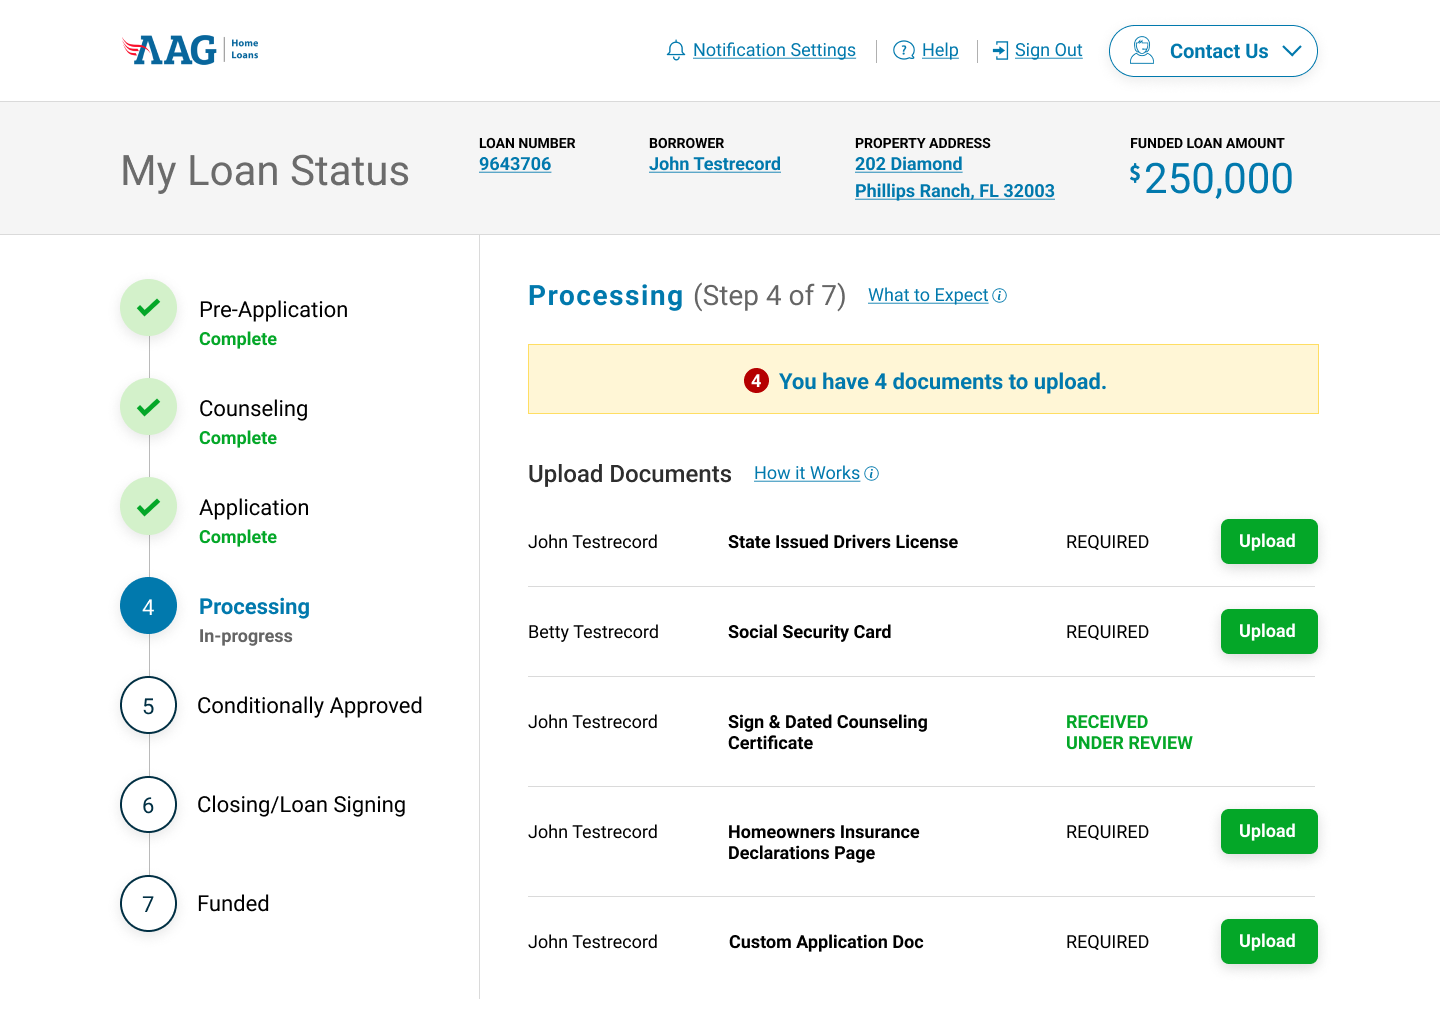 AAG Home Loans
Notification Settings
Help
Sign Out
Contact Us
My Loan Status
LOAN NUMBER
9643706
BORROWER
John Testrecord
PROPERTY ADDRESS
202 Diamond
Phillips Ranch, FL 32003
FUNDED LOAN AMOUNT
$250,000
Pre-Application
Complete
Counseling
Complete
Application
Complete
4 Processing
In-progress
5 Conditionally Approved
6 Closing/Loan Signing
7 Funded
Processing (Step 4 of 7) What to Expect i
4 You have 4 documents to upload.
Upload Documents How it Works i
John Testrecord State Issued Drivers License REQUIRED Upload
Betty Testrecord Social Security Card REQUIRED Upload
John Testrecord Sign & Dated Counseling RECEIVED
Certificate UNDER REVIEW
John Testrecord Homeowners Insurance REQUIRED Upload
Declarations Page
John Testrecord Custom Application Doc REQUIRED Upload